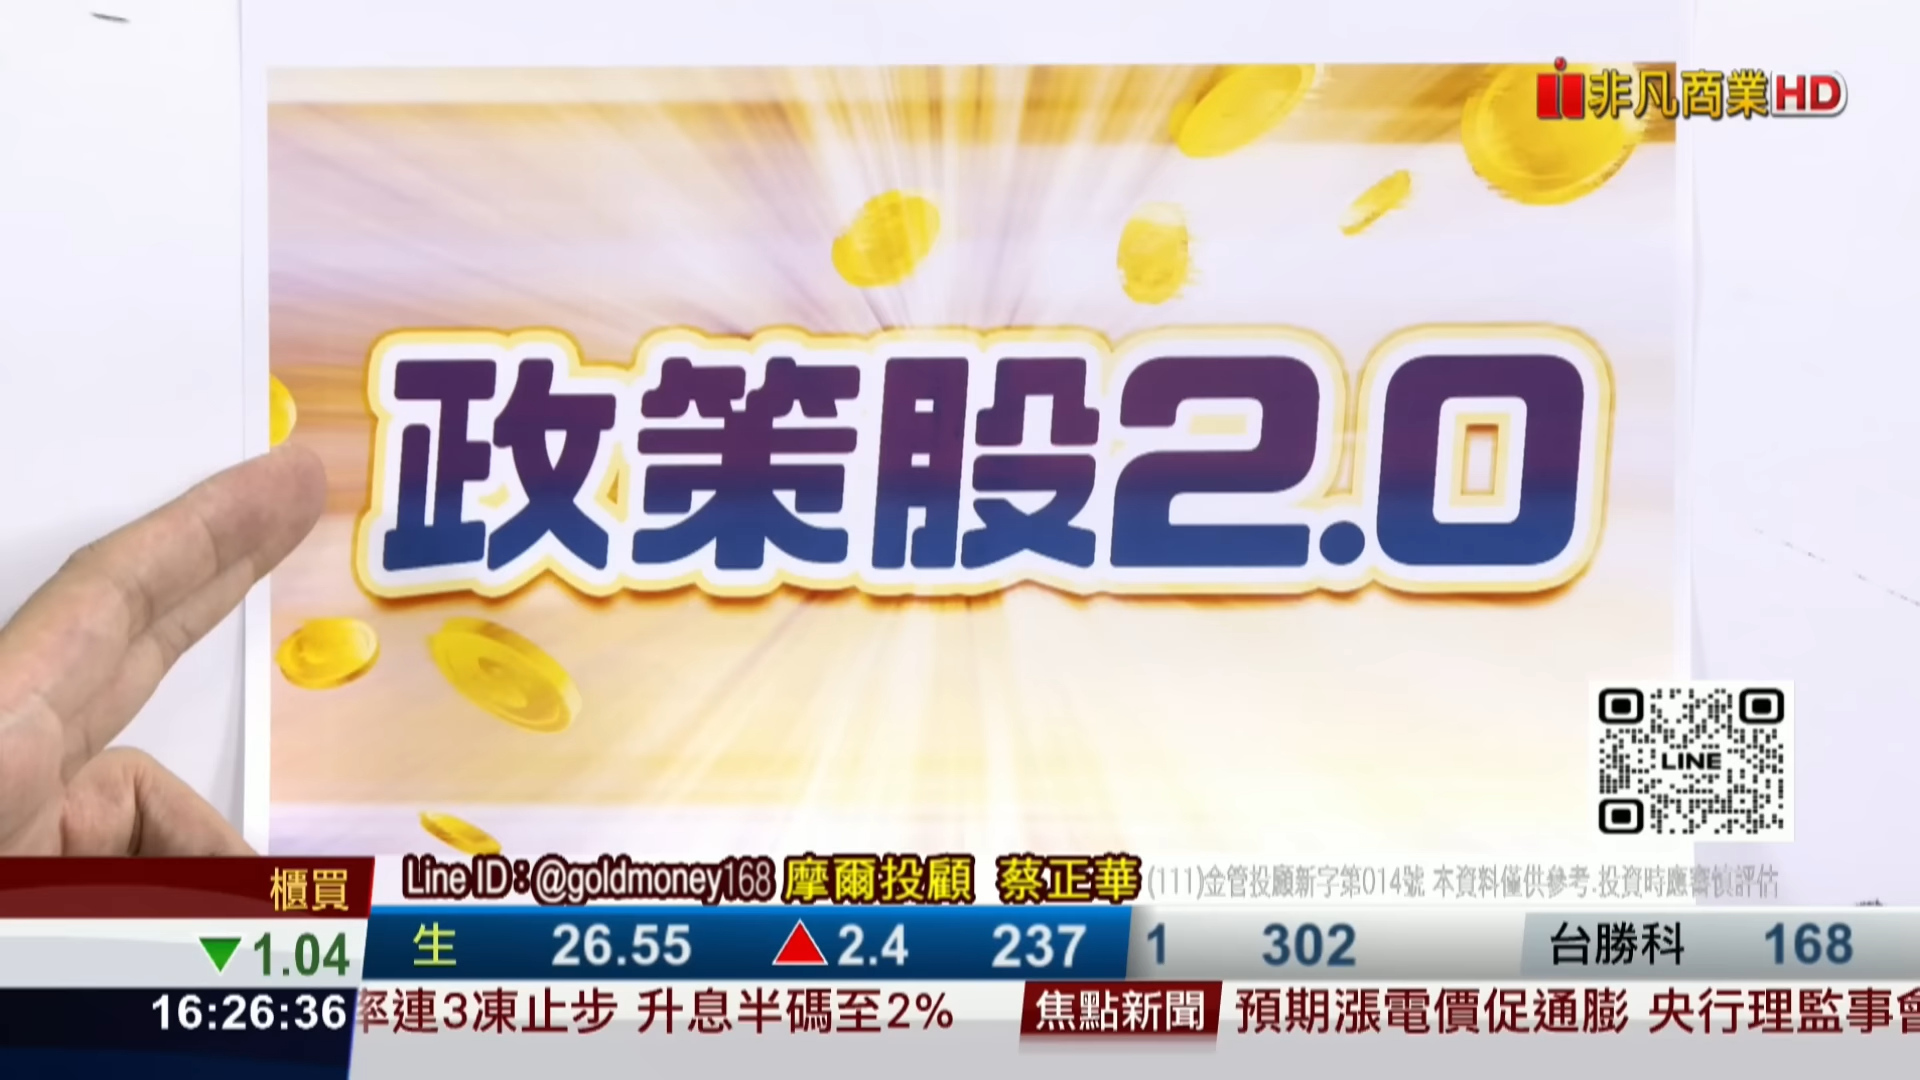 非凡商業HD
政策股2.0
LINE
櫃買
Line ID：@goldmoney168 摩爾投顧 蔡正華
(111)金管投顧新字第014號 本資料僅供參考.投資時應審慎評估
▼1.04
生 26.55 ▲2.4 237
1 302 台勝科 168
16:26:36
率連3凍止步 升息半碼至2% 焦點新聞 預期漲電價促通膨 央行理監事會